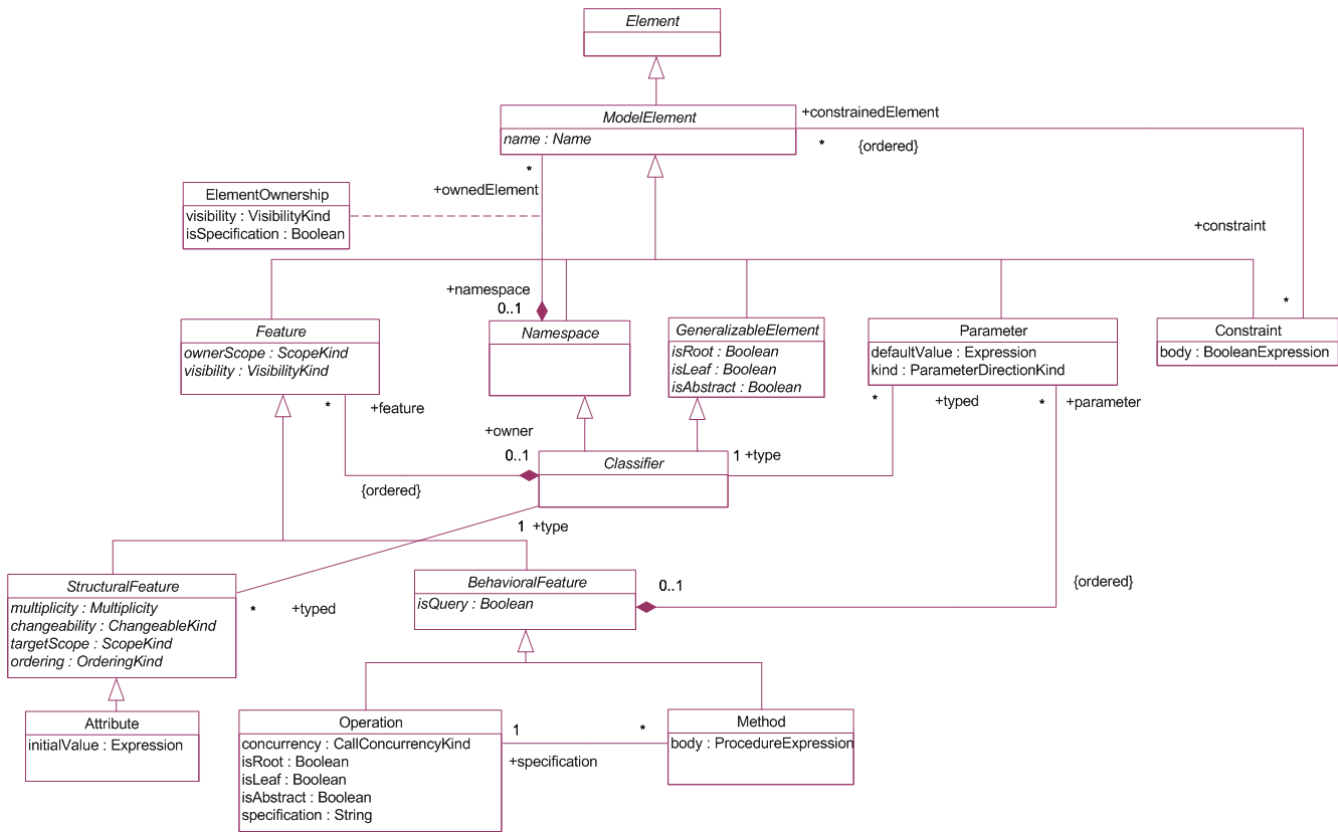 Element
ModelElement
name : Name
+constrainedElement
*
{ordered}
*
+ownedElement
ElementOwnership
visibility : VisibilityKind
isSpecification : Boolean
+constraint
*
+namespace
0..1
Feature
ownerScope : ScopeKind
visibility : VisibilityKind
Namespace
GeneralizableElement
isRoot : Boolean
isLeaf : Boolean
isAbstract : Boolean
Parameter
defaultValue : Expression
kind : ParameterDirectionKind
Constraint
body : BooleanExpression
*
+feature
*
+typed
*
+parameter
+owner
0..1
Classifier
1 +type
{ordered}
1 +type
StructuralFeature
multiplicity : Multiplicity
changeability : ChangeableKind
targetScope : ScopeKind
ordering : OrderingKind
*
+typed
BehavioralFeature
isQuery : Boolean
0..1
{ordered}
Attribute
initialValue : Expression
Operation
concurrency : CallConcurrencyKind
isRoot : Boolean
isLeaf : Boolean
isAbstract : Boolean
specification : String
1
+specification
*
Method
body : ProcedureExpression